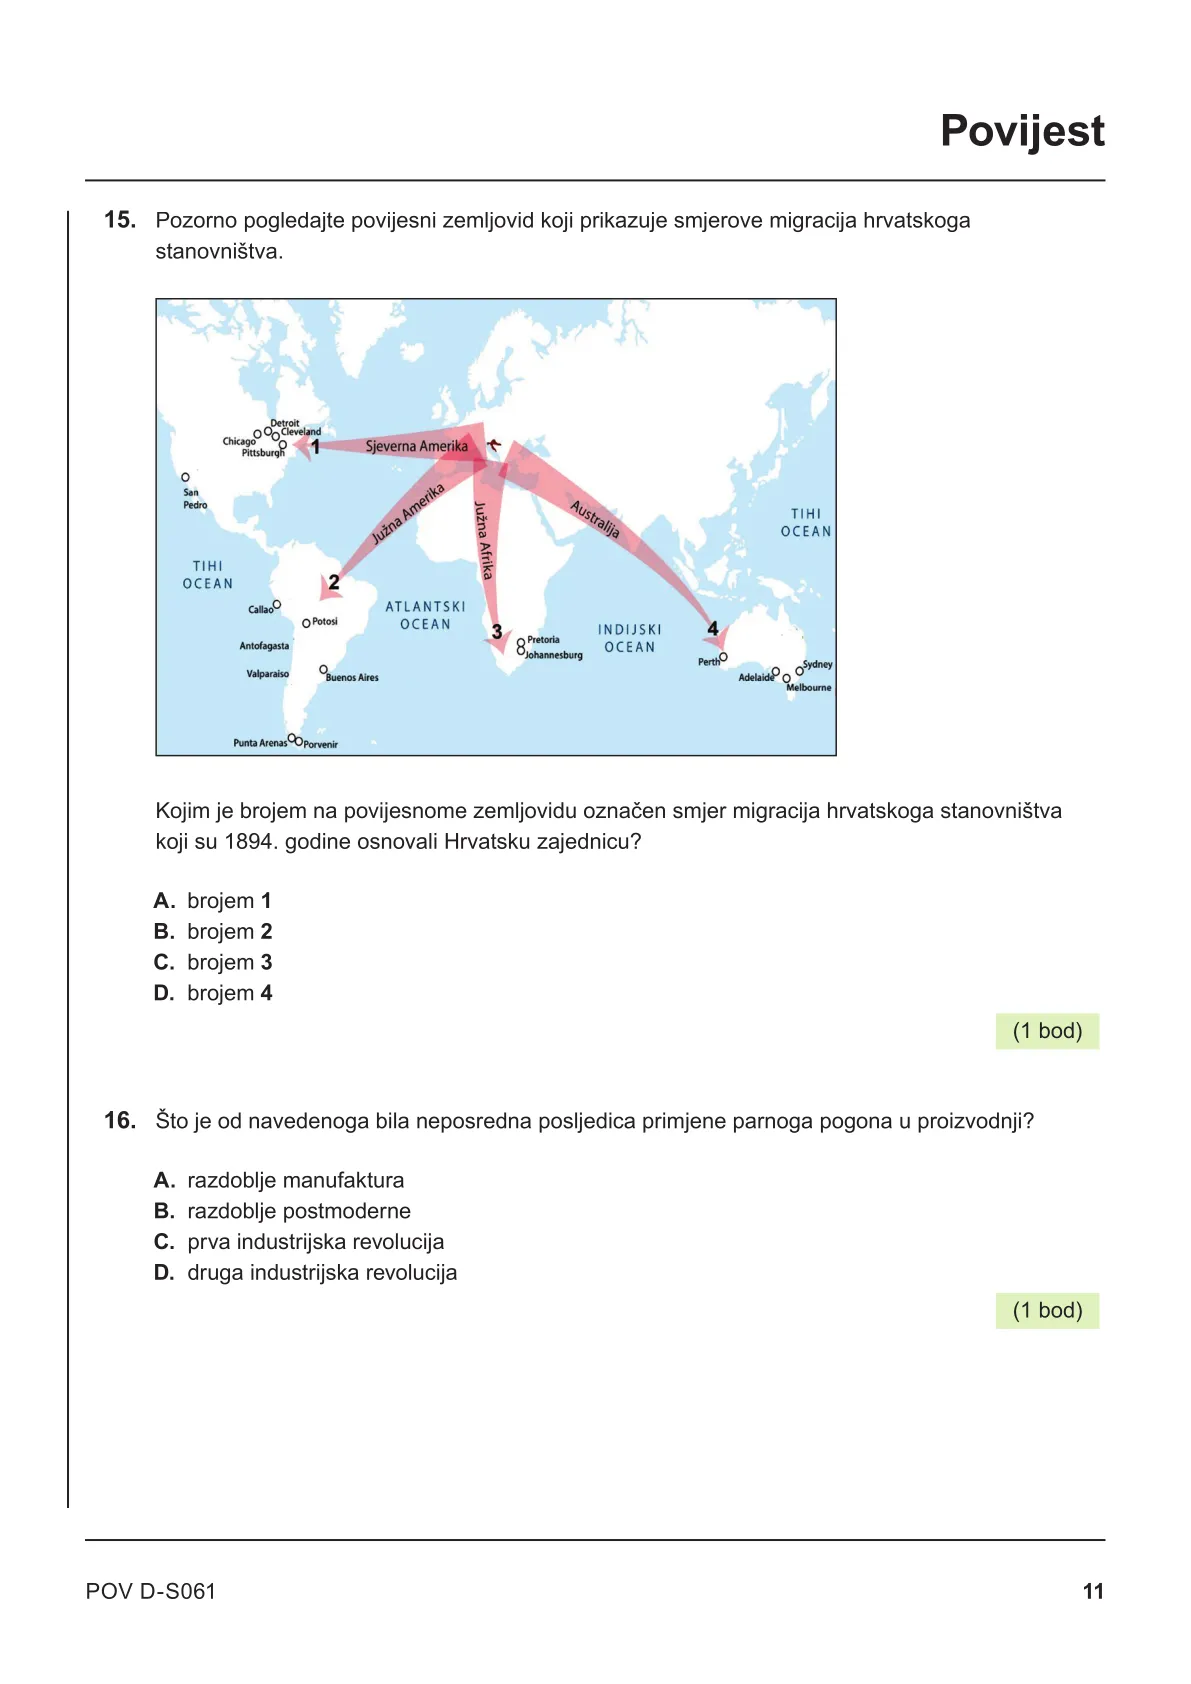 Povijest
15. Pozorno pogledajte povijesni zemljovid koji prikazuje smjerove migracija hrvatskoga
stanovništva.
Detroit
Cleveland
Chicago
Pittsburgh
1
Sjeverna Amerika
San
Pedro
Južna Amerika
Južna Afrika
Australija
TIHI
OCEAN
TIHI
OCEAN
2
Callao
Potosi
ATLANTSKI
OCEAN
3
Pretoria
Johannesburg
INDIJSKI
OCEAN
4
Antofagasta
Perth
Sydney
Valparaiso
Buenos Aires
Adelaide
Melbourne
Punta Arenas
Porvenir
Kojim je brojem na povijesnome zemljovidu označen smjer migracija hrvatskoga stanovništva
koji su 1894. godine osnovali Hrvatsku zajednicu?
A. brojem 1
B. brojem 2
C. brojem 3
D. brojem 4
(1 bod)
16. Što je od navedenoga bila neposredna posljedica primjene parnoga pogona u proizvodnji?
A. razdoblje manufaktura
B. razdoblje postmoderne
C. prva industrijska revolucija
D. druga industrijska revolucija
(1 bod)
POV D-S061
11